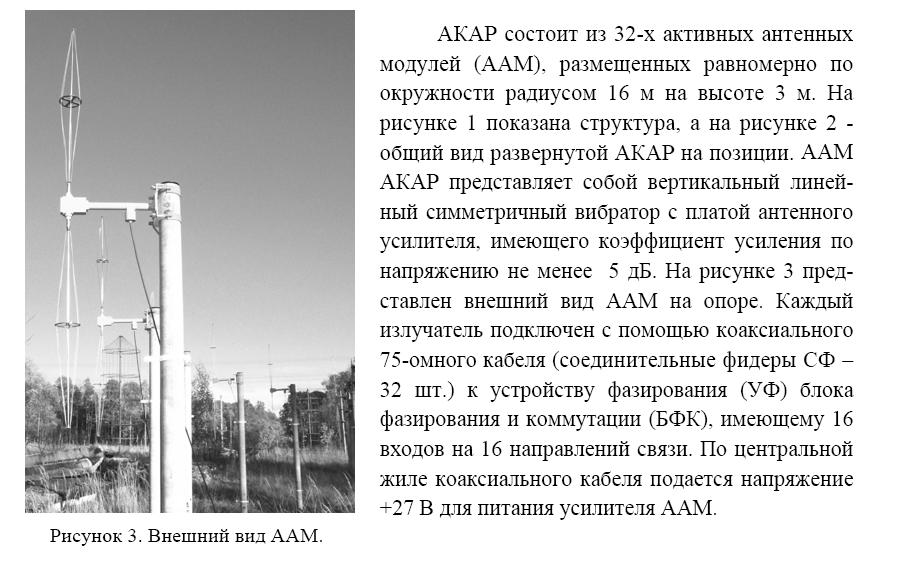 АКАР состоит из 32-х активных антенных
модулей (ААМ), размещенных равномерно по
окружности радиусом 16 м на высоте 3 м. На
рисунке 1 показана структура, а на рисунке 2 -
общий вид развернутой АКАР на позиции. ААМ
АКАР представляет собой вертикальный линей-
ный симметричный вибратор с платой антенного
усилителя, имеющего коэффициент усиления по
напряжению не менее  5 дБ. На рисунке 3 пред-
ставлен внешний вид ААМ на опоре. Каждый
излучатель подключен с помощью коаксиального
75-омного кабеля (соединительные фидеры СФ –
32 шт.) к устройству фазирования (УФ) блока
фазирования и коммутации (БФК), имеющему 16
входов на 16 направлений связи. По центральной
жиле коаксиального кабеля подается напряжение
+27 В для питания усилителя ААМ.
Рисунок 3. Внешний вид ААМ.